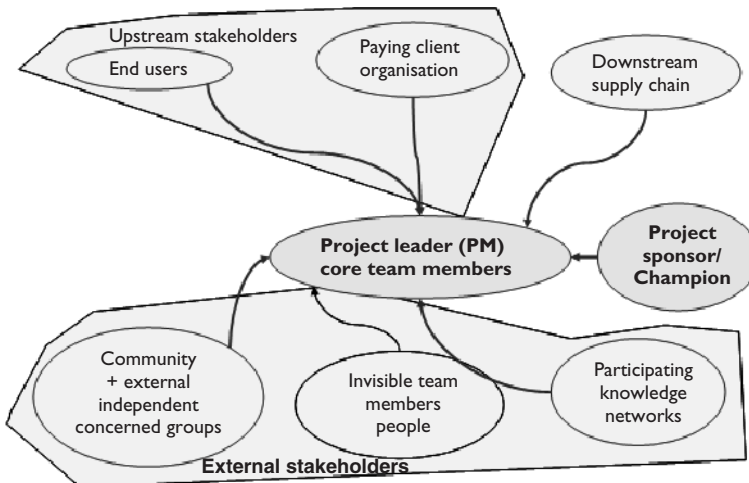 Upstream stakeholders
End users
Paying client
organisation
Downstream
supply chain
Project leader (PM)
core team members
Project
sponsor/
Champion
Community
+ external
independent
concerned groups
Invisible team
members
people
Participating
knowledge
networks
External stakeholders